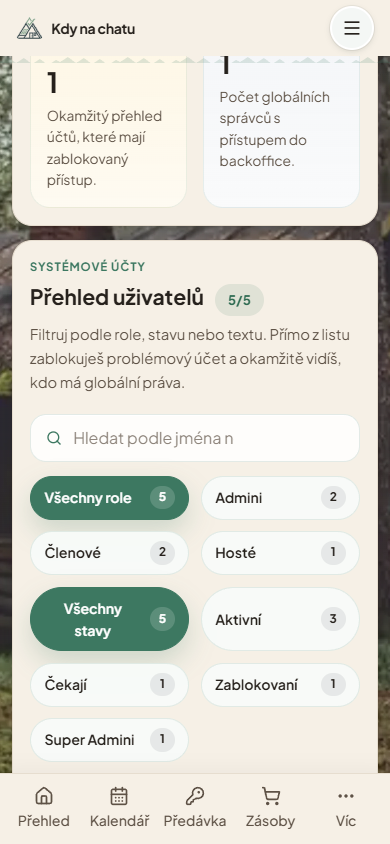 Kdy na chatu
1
Okamžitý přehled
účtů, které mají
zablokovaný
přístup.
1
Počet globálních
správců s
přístupem do
backoffice.
SYSTÉMOVÉ ÚČTY
Přehled uživatelů 5/5
Filtruj podle role, stavu nebo textu. Přímo z listu
zablokuješ problémový účet a okamžitě vidíš,
kdo má globální práva.
Hledat podle jména n
Všechny role 5
Admini 2
Členové 2
Hosté 1
Všechny
stavy 5
Aktivní 3
Čekají 1
Zablokovaní 1
Super Admini 1
Přehled
Kalendář
Předávka
Zásoby
Víc